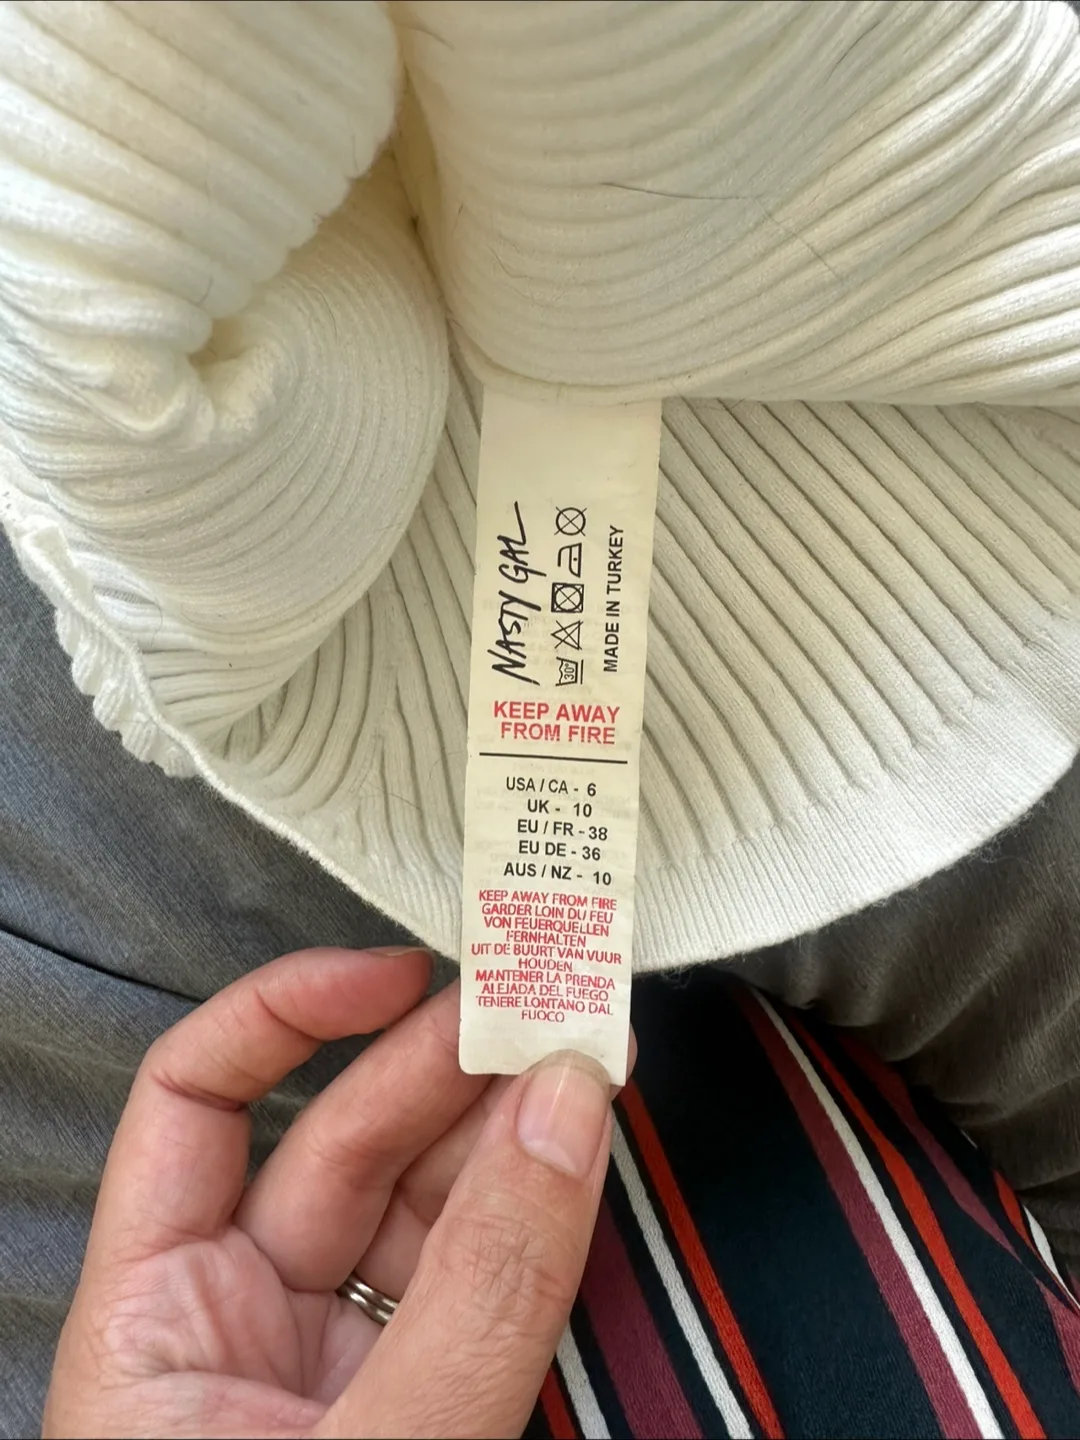 NASTY GAL
30°
MADE IN TURKEY
KEEP AWAY
FROM FIRE
USA / CA - 6
UK - 10
EU / FR - 38
EU DE - 36
AUS / NZ - 10
KEEP AWAY FROM FIRE
GARDER LOIN DU FEU
VON FEUERQUELLEN
FERNHALTEN
UIT DE BUURT VAN VUUR
HOUDEN
MANTENER LA PRENDA
ALEJADA DEL FUEGO
TENERE LONTANO DAL
FUOCO